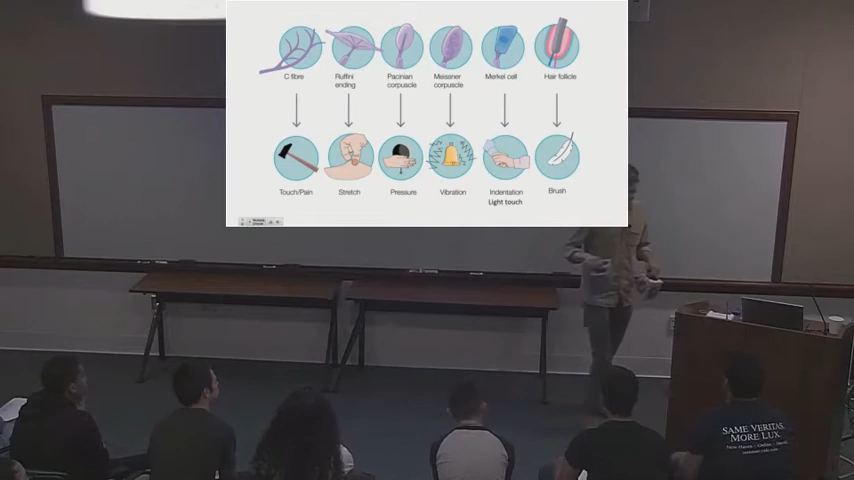 C fibre
Ruffini
ending
Pacinian
corpuscle
Meissner
corpuscle
Merkel cell
Hair follicle
Touch/Pain
Stretch
Pressure
Vibration
Indentation
Light touch
Brush
SAME VERITAS.
MORE LUX.